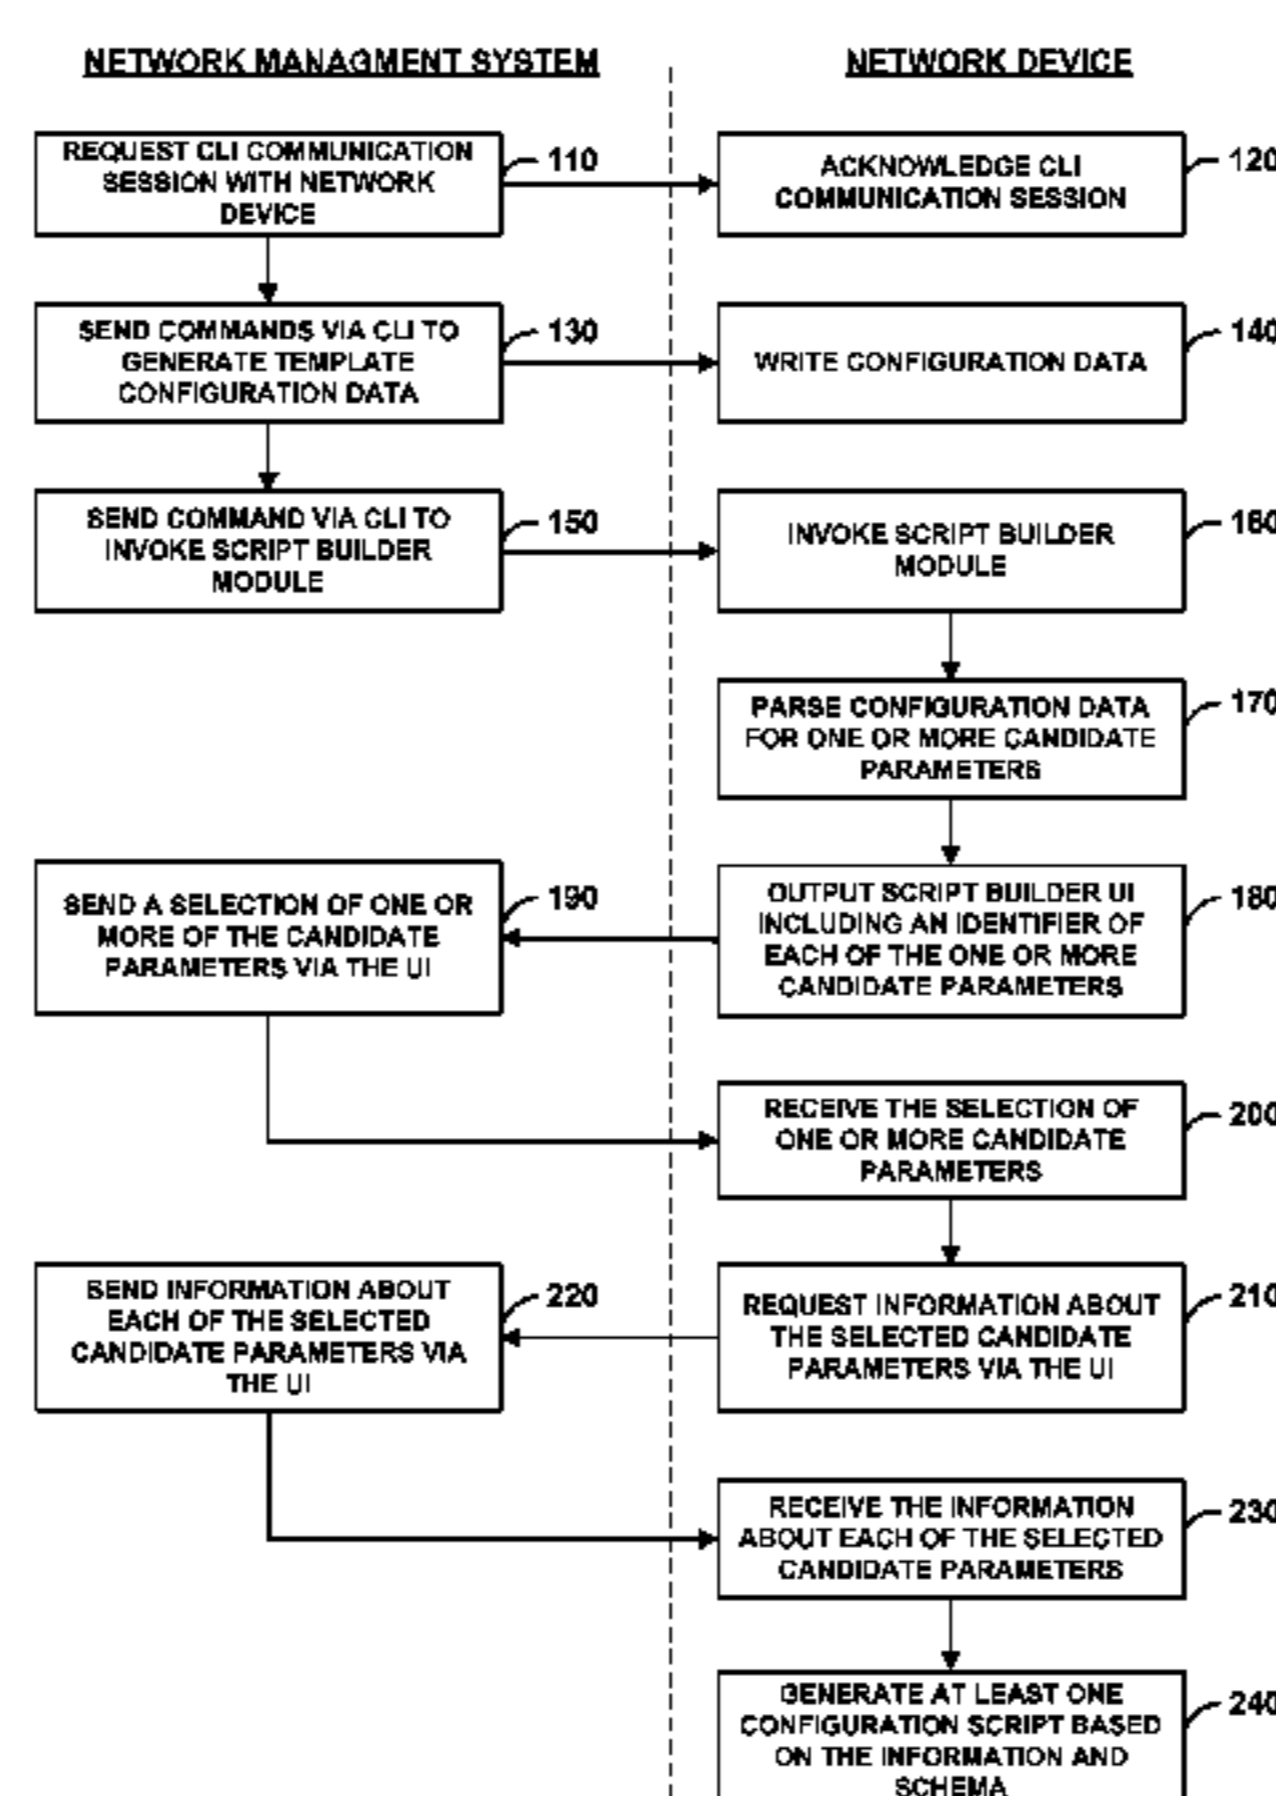 NETWORK MANAGMENT SYSTEM
NETWORK DEVICE
REQUEST CLI COMMUNICATION
SESSION WITH NETWORK
DEVICE
110
ACKNOWLEDGE CLI
COMMUNICATION SESSION
120
SEND COMMANDS VIA CLI TO
GENERATE TEMPLATE
CONFIGURATION DATA
130
WRITE CONFIGURATION DATA
140
SEND COMMAND VIA CLI TO
INVOKE SCRIPT BUILDER
MODULE
150
INVOKE SCRIPT BUILDER
MODULE
160
PARSE CONFIGURATION DATA
FOR ONE OR MORE CANDIDATE
PARAMETERS
170
OUTPUT SCRIPT BUILDER UI
INCLUDING AN IDENTIFIER OF
EACH OF THE ONE OR MORE
CANDIDATE PARAMETERS
180
SEND A SELECTION OF ONE OR
MORE OF THE CANDIDATE
PARAMETERS VIA THE UI
190
RECEIVE THE SELECTION OF
ONE OR MORE CANDIDATE
PARAMETERS
200
REQUEST INFORMATION ABOUT
THE SELECTED CANDIDATE
PARAMETERS VIA THE UI
210
SEND INFORMATION ABOUT
EACH OF THE SELECTED
CANDIDATE PARAMETERS VIA
THE UI
220
RECEIVE THE INFORMATION
ABOUT EACH OF THE SELECTED
CANDIDATE PARAMETERS
230
GENERATE AT LEAST ONE
CONFIGURATION SCRIPT BASED
ON THE INFORMATION AND
SCHEMA
240